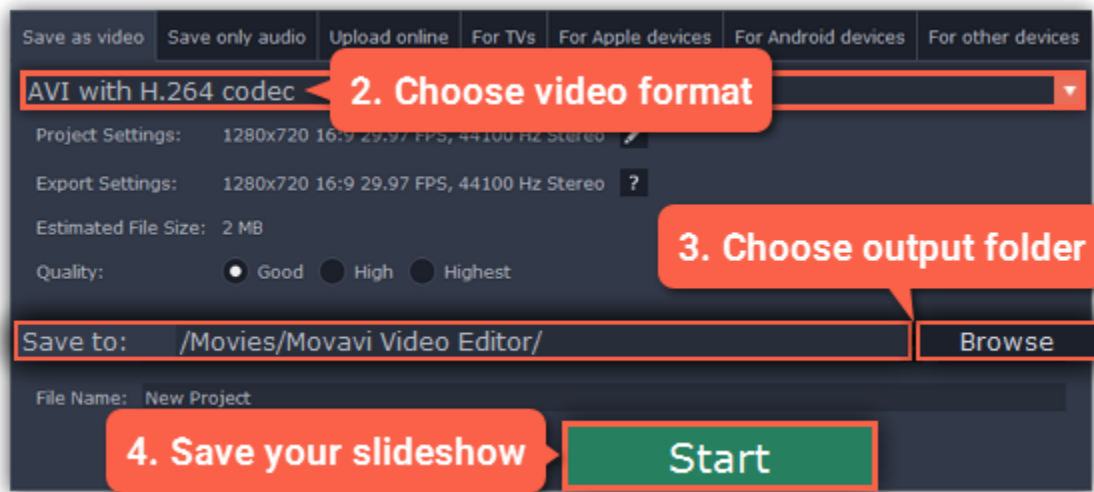 Save as video Save only audio Upload online For TVs For Apple devices For Android devices For other devices
AVI with H.264 codec 2. Choose video format
Project Settings: 1280x720 16:9 29.97 FPS, 44100 Hz Stereo
Export Settings: 1280x720 16:9 29.97 FPS, 44100 Hz Stereo ?
Estimated File Size: 2 MB
3. Choose output folder
Quality: Good High Highest
Save to: /Movies/Movavi Video Editor/ Browse
File Name: New Project
4. Save your slideshow Start